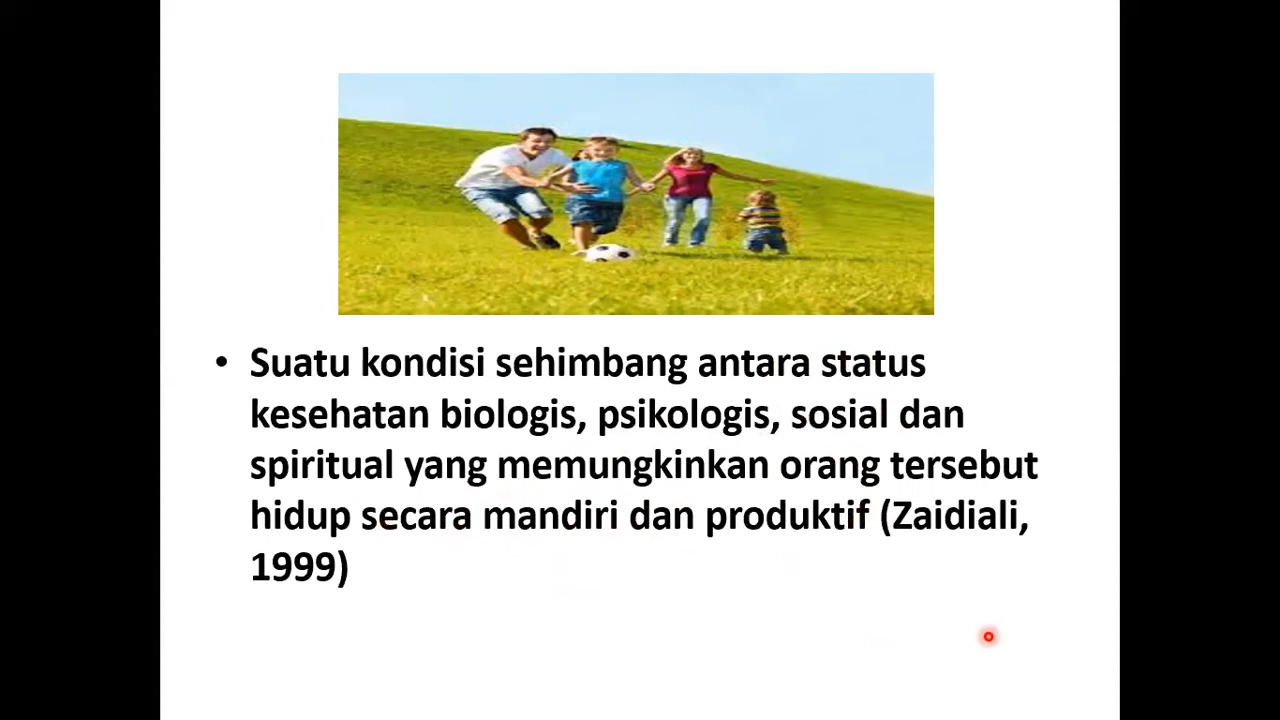 • Suatu kondisi sehimbang antara status
kesehatan biologis, psikologis, sosial dan
spiritual yang memungkinkan orang tersebut
hidup secara mandiri dan produktif (Zaidiali,
1999)